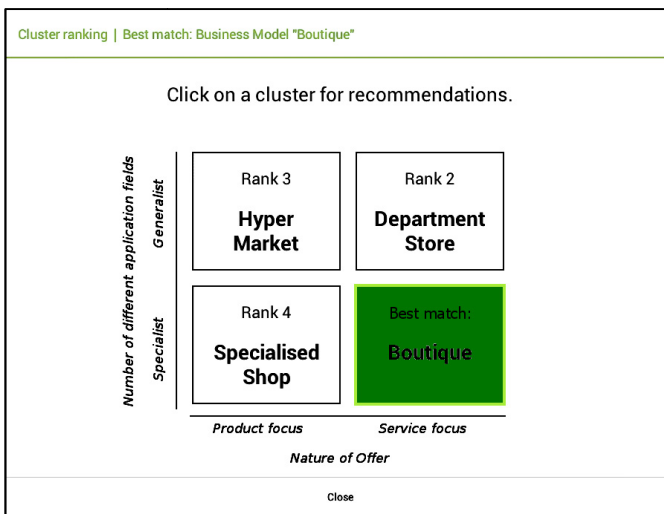 Cluster ranking | Best match: Business Model "Boutique"
Click on a cluster for recommendations.
Number of different application fields
Generalist
Specialist
Rank 3
Hyper
Market
Rank 2
Department
Store
Rank 4
Specialised
Shop
Best match:
Boutique
Product focus
Service focus
Nature of Offer
Close